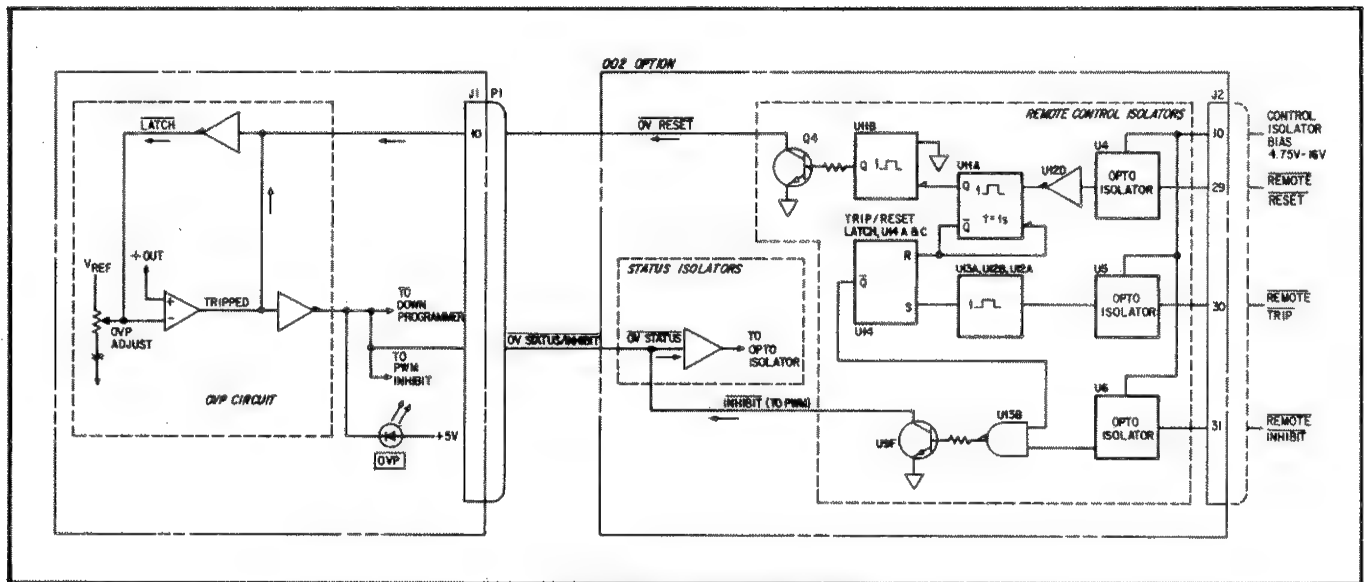 002 OPTION
J1
P1
J2
REMOTE CONTROL ISOLATORS
LATCH
10
OV RESET
Q4
U11B
U11A
U12D
U4
OPTO
ISOLATOR
10
CONTROL
ISOLATOR
BIAS
4.75V-16V
29
REMOTE
RESET
Q
Q
Q
T=1s
TRIP/RESET
LATCH, U14 A & C
R
S
Q
U14
U13A, U12B, U12A
U5
OPTO
ISOLATOR
30
REMOTE
TRIP
STATUS ISOLATORS
VREF
+OUT
+
-
TRIPPED
OVP
ADJUST
TO
DOWN
PROGRAMMER
TO
PWM
INHIBIT
OV STATUS/INHIBIT
OV STATUS
TO
OPTO
ISOLATOR
OVP CIRCUIT
+5V
OVP
INHIBIT (TO PWM)
U9F
U13B
U6
OPTO
ISOLATOR
31
REMOTE
INHIBIT